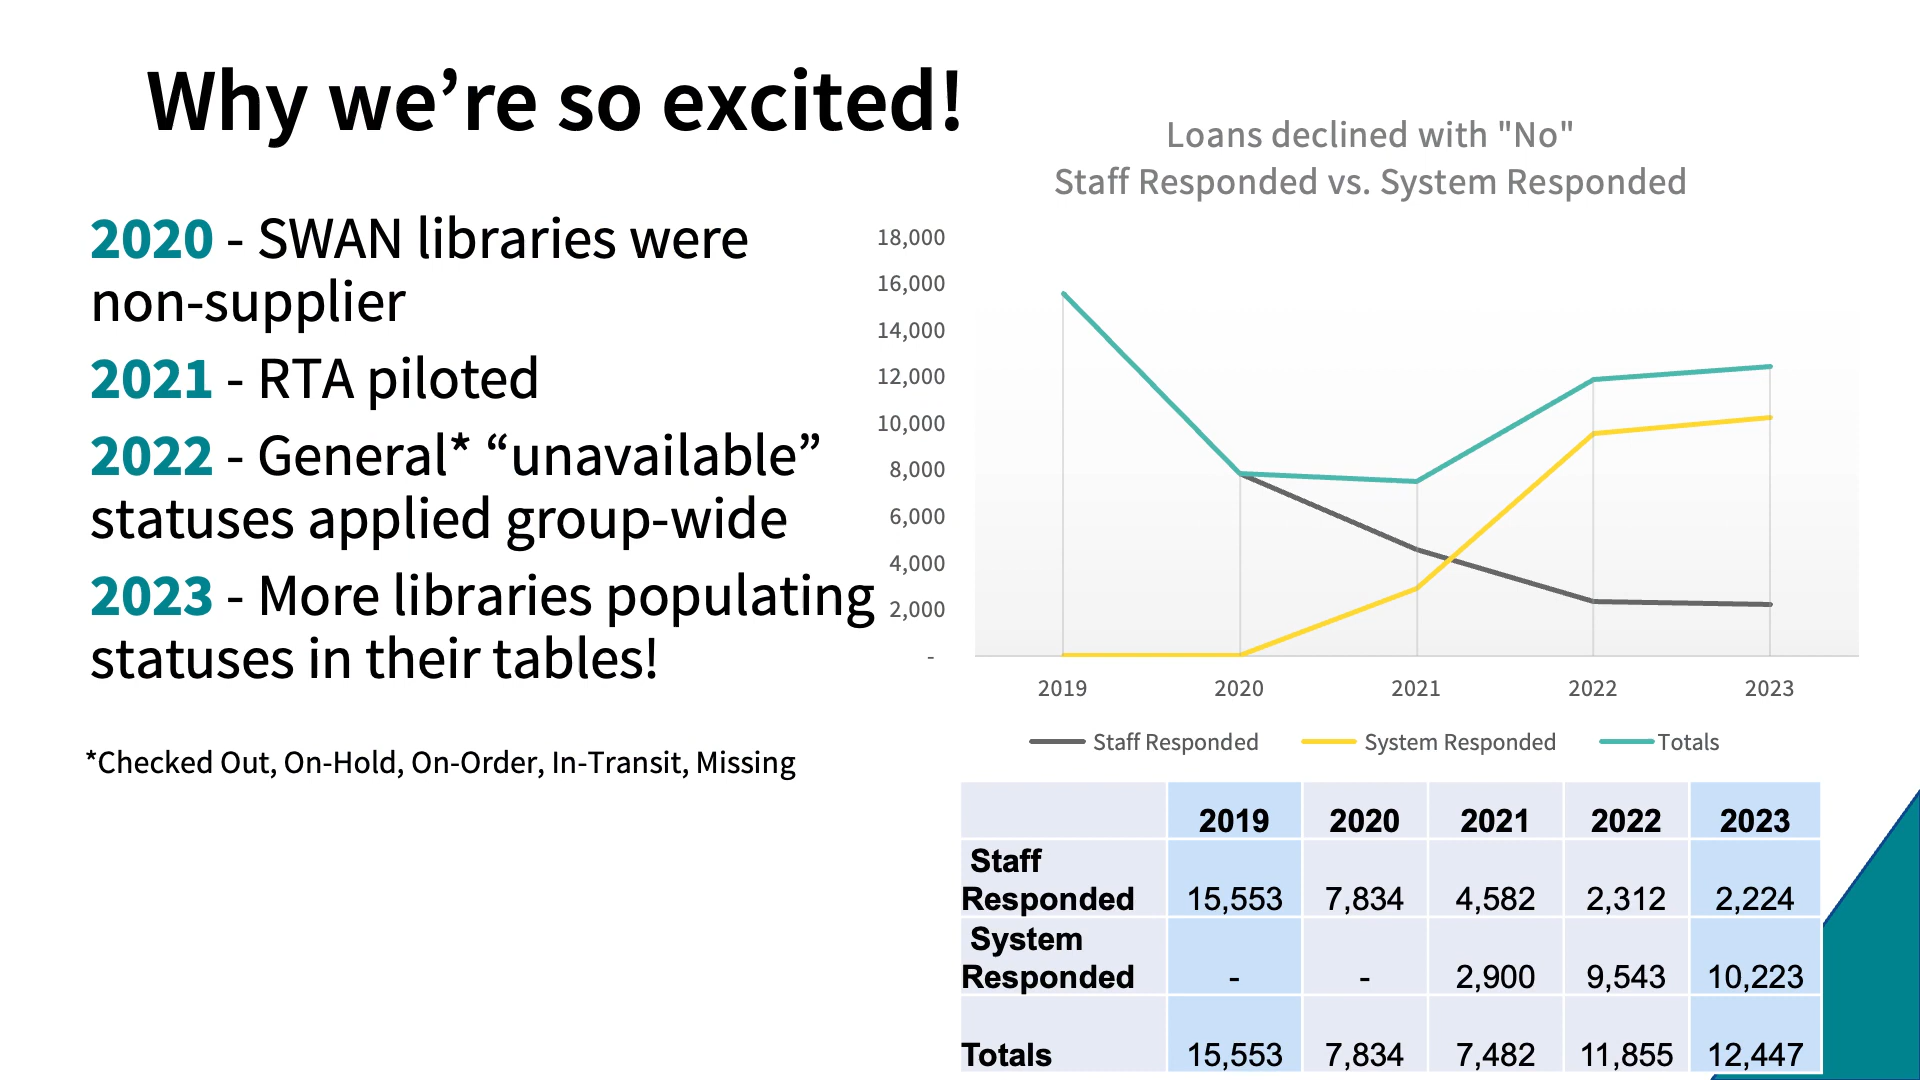 Why we’re so excited!
2020 - SWAN libraries were
non-supplier
2021 - RTA piloted
2022 - General* “unavailable”
statuses applied group-wide
2023 - More libraries populating
statuses in their tables!
*Checked Out, On-Hold, On-Order, In-Transit, Missing
Loans declined with "No"
Staff Responded vs. System Responded
18,000
16,000
14,000
12,000
10,000
8,000
6,000
4,000
2,000
-
2019 2020 2021 2022 2023
Staff Responded System Responded Totals
2019 2020 2021 2022 2023
Staff
Responded 15,553 7,834 4,582 2,312 2,224
System
Responded - - 2,900 9,543 10,223
Totals 15,553 7,834 7,482 11,855 12,447